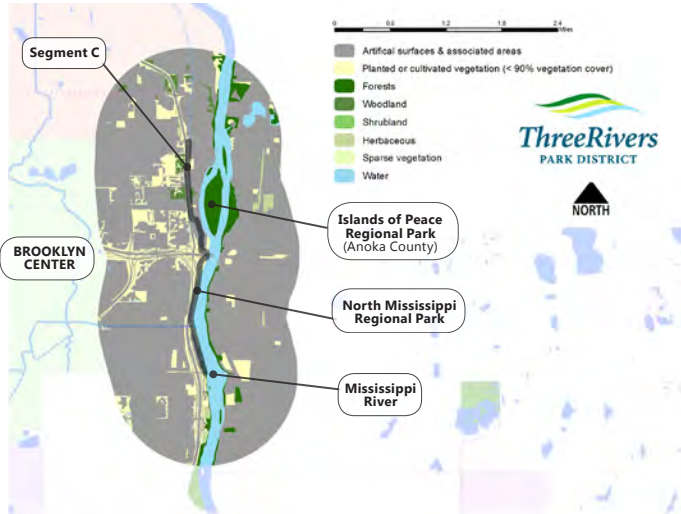 Segment C
0 0.6 1.2 1.8 2.4
Miles
Artifical surfaces & associated areas
Planted or cultivated vegetation (< 90% vegetation cover)
Forests
Woodland
Shrubland
Herbaceous
Sparse vegetation
Water
ThreeRivers
PARK DISTRICT
NORTH
Islands of Peace
Regional Park
(Anoka County)
BROOKLYN
CENTER
North Mississippi
Regional Park
Mississippi
River